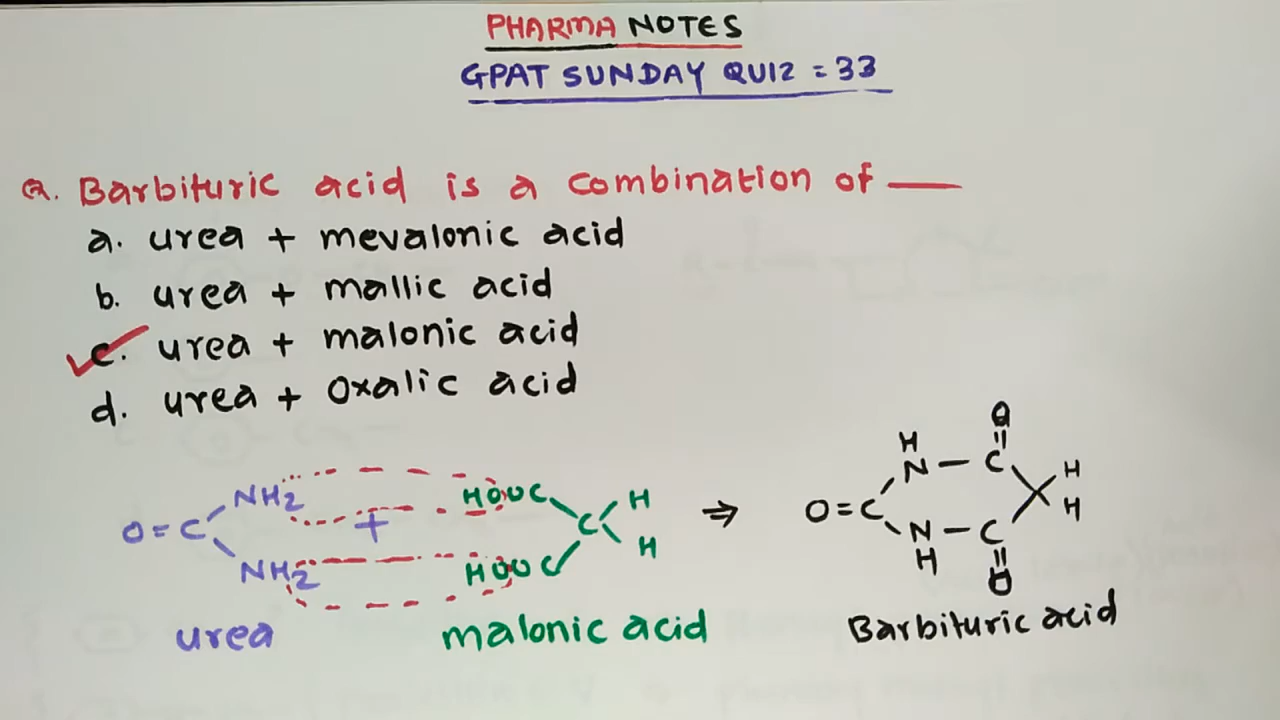 PHARMA NOTES
GPAT SUNDAY QUIZ = 33
Q. Barbituric acid is a combination of —
a. urea + mevalonic acid
b. urea + mallic acid
c. urea + malonic acid
d. urea + oxalic acid
O=C NH2 NH2 + HOOC HOOC C H H ⇒ O=C H N N H C O C O H H
urea malonic acid Barbituric acid